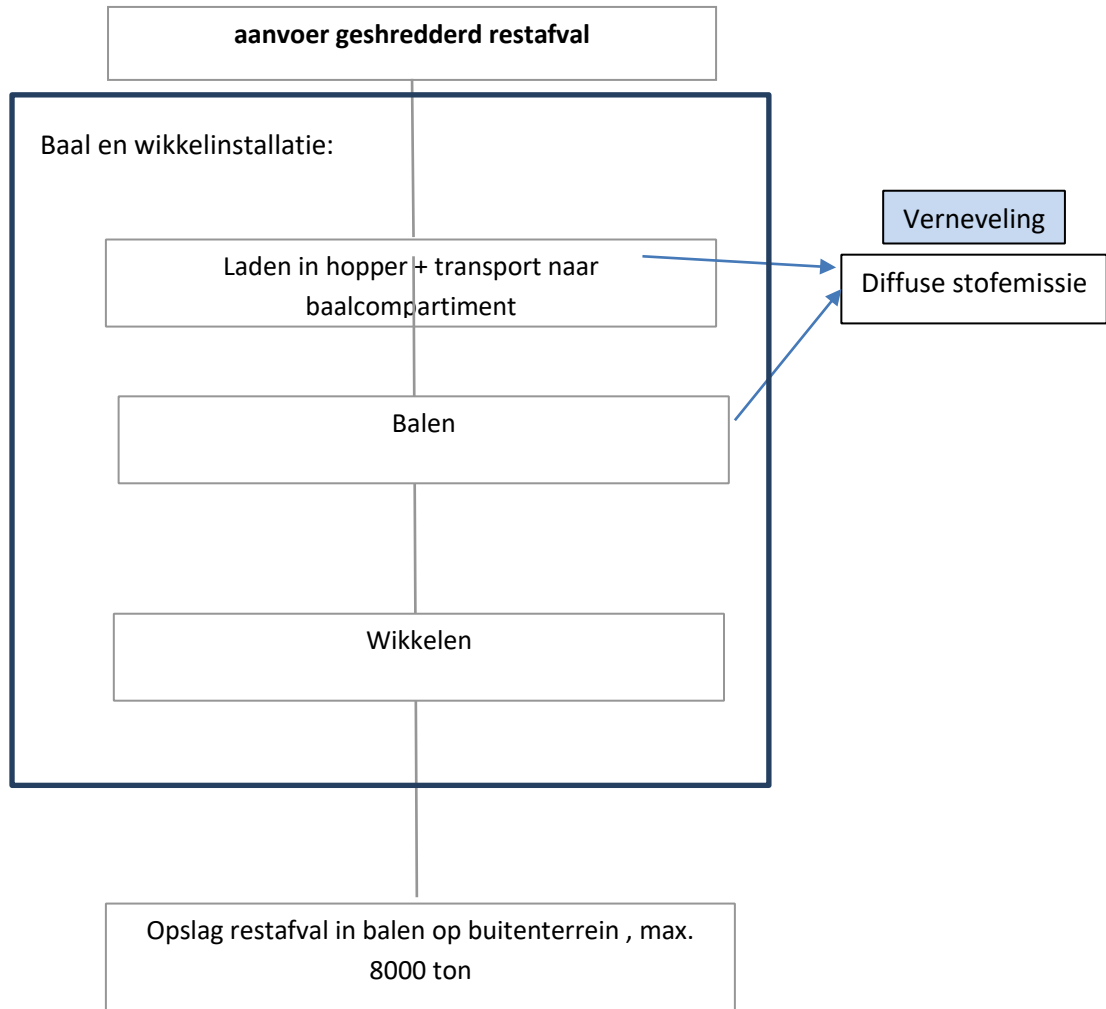 aanvoer geshredderd restafval
Baal en wikkelinstallatie:
Verneveling
Laden in hopper + transport naar
baalcompartiment
Diffuse stofemissie
Balen
Wikkelen
Opslag restafval in balen op buitenterrein , max.
8000 ton